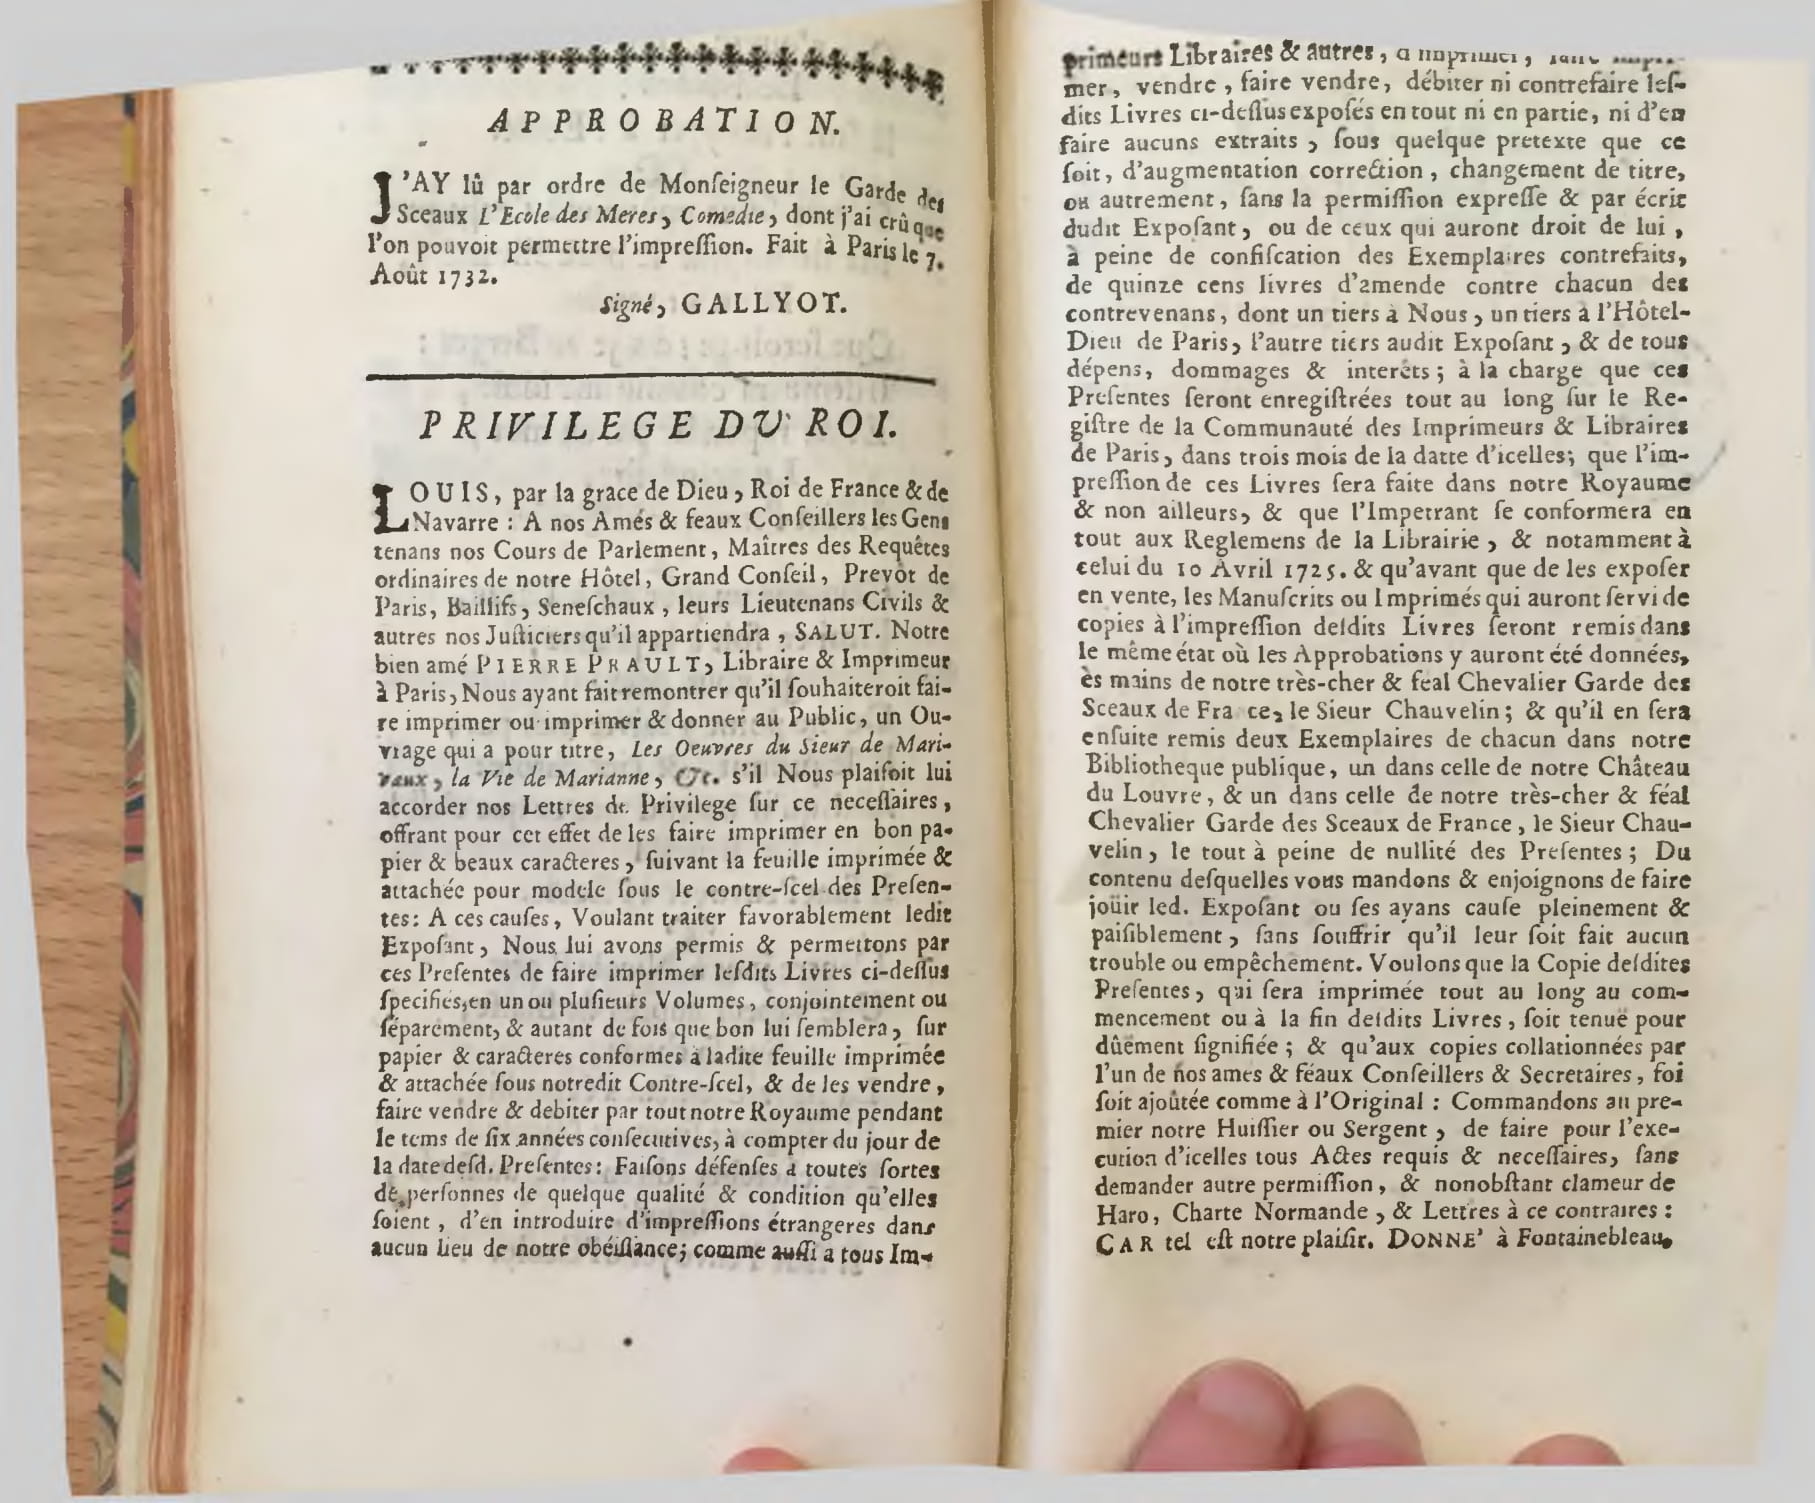 APPROBATION.
J'AY lû par ordre de Monſeigneur le Garde des
Sceaux L'Ecole des Meres, Comedie, dont j'ai crû que
l'on pouvoit permettre l'impreſſion. Fait à Paris le 7.
Août 1732.
Signé, GALLYOT.
PRIVILEGE DU ROI.
LOUIS, par la grace de Dieu, Roi de France & de
Navarre : A nos Amés & feaux Conſeillers les Gens
tenans nos Cours de Parlement, Maîtres des Requêtes
ordinaires de notre Hôtel, Grand Conſeil, Prevôt de
Paris, Baillifs, Seneſchaux, leurs Lieutenans Civils &
autres nos Juſticiers qu'il appartiendra, SALUT. Notre
bien amé PIERRE PRAULT, Libraire & Imprimeur
à Paris, Nous ayant fait remontrer qu'il ſouhaiteroit fai-
re imprimer ou imprimer & donner au Public, un Ou-
vrage qui a pour titre, Les Oeuvres du Sieur de Mari-
vaux, la Vie de Marianne, &c. s'il Nous plaiſoit lui
accorder nos Lettres de Privilege ſur ce neceſſaires,
offrant pour cet effet de les faire imprimer en bon pa-
pier & beaux caracteres, ſuivant la feuille imprimée &
attachée pour modele ſous le contre-ſcel des Preſen-
tes: A ces cauſes, Voulant traiter favorablement ledit
Expoſant, Nous lui avons permis & permettons par
ces Preſentes de faire imprimer leſdits Livres ci-deſſus
ſpecifiés, en un ou pluſieurs Volumes, conjointement ou
ſéparément, & autant de fois que bon lui ſemblera, ſur
papier & caracteres conformes à ladite feuille imprimée
& attachée ſous notredit Contre-ſcel, & de les vendre,
faire vendre & debiter par tout notre Royaume pendant
le tems de ſix années conſecutives, à compter du jour de
la date deſd. Preſentes: Faiſons défenſes à toutes ſortes
de perſonnes de quelque qualité & condition qu'elles
ſoient, d'en introduire d'impreſſions étrangeres dans
aucun lieu de notre obéiſſance; comme auſſi à tous Im-
primeurs Libraires & autres, d'imprimer,
mer, vendre, faire vendre, débiter ni contrefaire leſ-
dits Livres ci-deſſus expoſés en tout ni en partie, ni d'en
faire aucuns extraits, ſous quelque pretexte que ce
ſoit, d'augmentation correction, changement de titre,
ou autrement, ſans la permiſſion expreſſe & par écrit
dudit Expoſant, ou de ceux qui auront droit de lui,
à peine de confiſcation des Exemplaires contrefaits,
de quinze cens livres d'amende contre chacun des
contrevenans, dont un tiers à Nous, un tiers à l'Hôtel-
Dieu de Paris, l'autre tiers audit Expoſant, & de tous
dépens, dommages & interêts; à la charge que ces
Preſentes ſeront enregiſtrées tout au long ſur le Re-
giſtre de la Communauté des Imprimeurs & Libraires
de Paris, dans trois mois de la datte d'icelles; que l'im-
preſſion de ces Livres ſera faite dans notre Royaume
& non ailleurs, & que l'Impetrant ſe conformera en
tout aux Reglemens de la Librairie, & notamment à
celui du 10 Avril 1725. & qu'avant que de les expoſer
en vente, les Manuſcrits ou Imprimés qui auront ſervi de
copies à l'impreſſion deſdits Livres ſeront remis dans
le même état où les Approbations y auront été données,
ès mains de notre très-cher & féal Chevalier Garde des
Sceaux de Fra ce, le Sieur Chauvelin; & qu'il en ſera
enſuite remis deux Exemplaires de chacun dans notre
Bibliotheque publique, un dans celle de notre Château
du Louvre, & un dans celle de notre très-cher & féal
Chevalier Garde des Sceaux de France, le Sieur Chau-
velin, le tout à peine de nullité des Preſentes; Du
contenu deſquelles vous mandons & enjoignons de faire
joüir led. Expoſant ou ſes ayans cauſe pleinement &
paiſiblement, ſans ſouffrir qu'il leur ſoit fait aucun
trouble ou empêchement. Voulons que la Copie deſdites
Preſentes, qui ſera imprimée tout au long au com-
mencement ou à la fin deſdits Livres, ſoit tenuë pour
dûëment ſignifiée; & qu'aux copies collationnées par
l'un de nos amés & féaux Conſeillers & Secretaires, foi
ſoit ajoûtée comme à l'Original : Commandons au pre-
mier notre Huiſſier ou Sergent, de faire pour l'exe-
cution d'icelles tous Actes requis & neceſſaires, ſans
demander autre permiſſion, & nonobſtant clameur de
Haro, Charte Normande, & Lettres à ce contraires :
CAR tel eſt notre plaiſir. DONNE' à Fontainebleau,